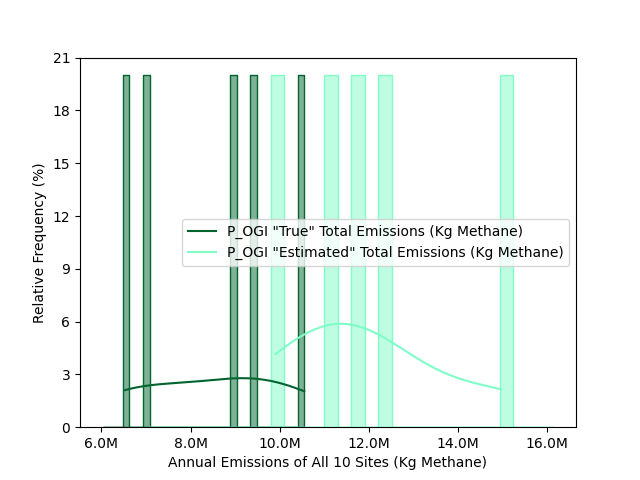 21
18
15
12
9
6
3
0
Relative Frequency (%)
P_OGI "True" Total Emissions (Kg Methane)
P_OGI "Estimated" Total Emissions (Kg Methane)
6.0M 8.0M 10.0M 12.0M 14.0M 16.0M
Annual Emissions of All 10 Sites (Kg Methane)